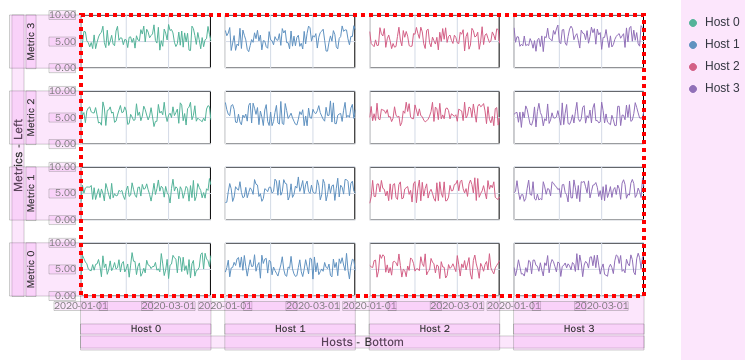 10.00
5.00
0.00
Metric 3
10.00
5.00
0.00
Metric 2
10.00
5.00
0.00
Metric 1
10.00
5.00
0.00
Metric 0
Metrics - Left
2020-01-01 2020-03-01 2020-01-01 2020-03-01 2020-01-01 2020-03-01 2020-01-01 2020-03-01
Host 0 Host 1 Host 2 Host 3
Hosts - Bottom
Host 0
Host 1
Host 2
Host 3